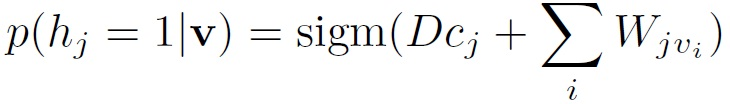 p(h_j = 1|\mathbf{v}) = \mathrm{sigm}(Dc_j + \sum_i W_{jv_i})